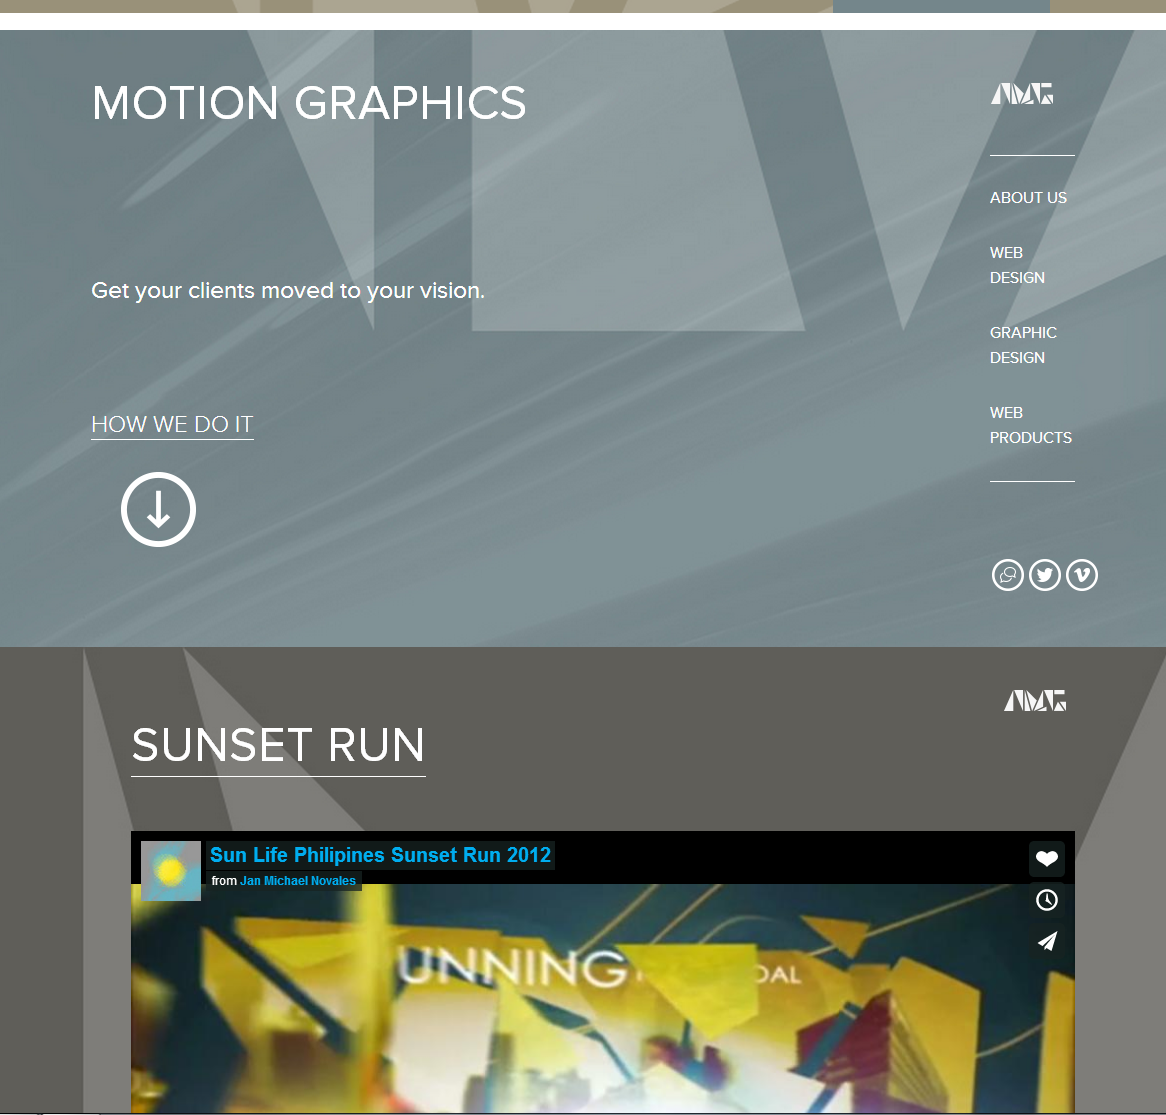 MOTION GRAPHICS
Get your clients moved to your vision.
HOW WE DO IT
ABOUT US
WEB
DESIGN
GRAPHIC
DESIGN
WEB
PRODUCTS
SUNSET RUN
Sun Life Philipines Sunset Run 2012
from Jan Michael Novales
UNNING
OAL